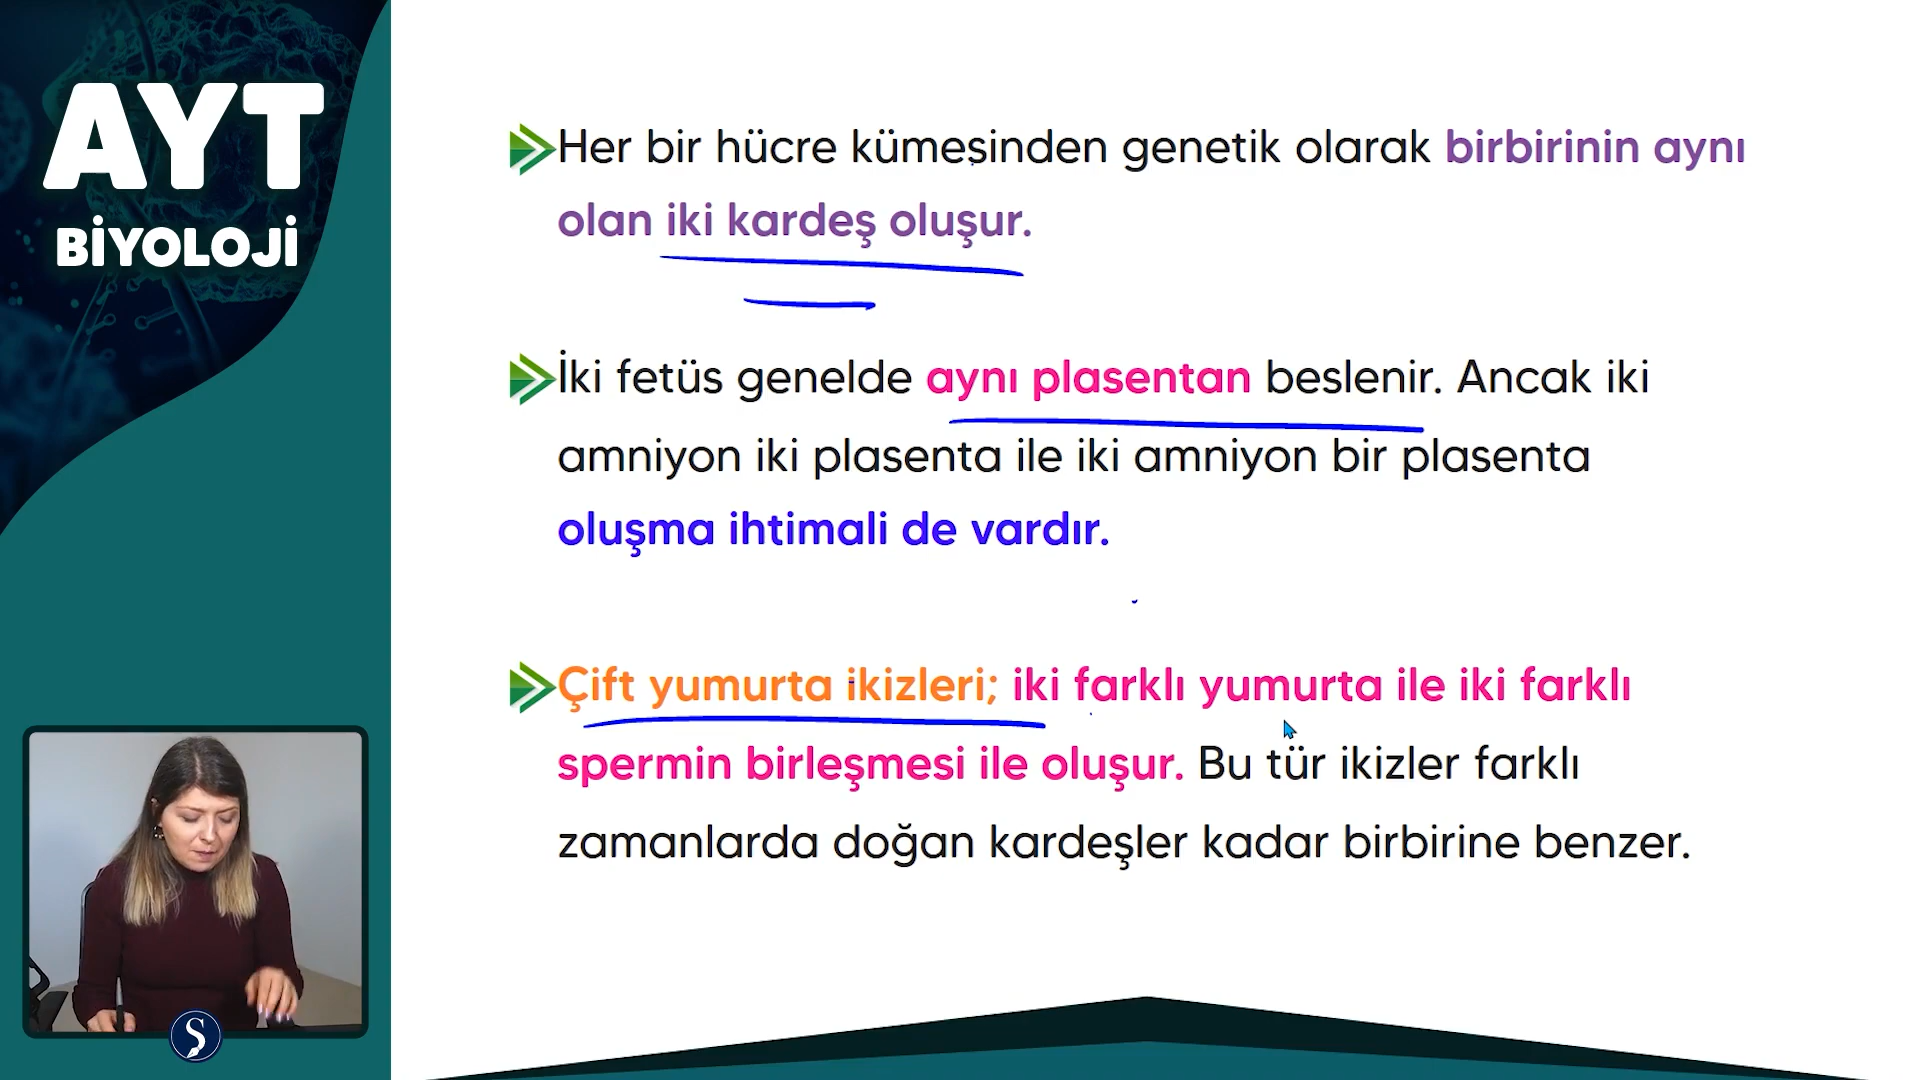 AYT
BİYOLOJİ
Her bir hücre kümesinden genetik olarak birbirinin aynı
olan iki kardeş oluşur.
İki fetüs genelde aynı plasentan beslenir. Ancak iki
amniyon iki plasenta ile iki amniyon bir plasenta
oluşma ihtimali de vardır.
Çift yumurta ikizleri; iki farklı yumurta ile iki farklı
spermin birleşmesi ile oluşur. Bu tür ikizler farklı
zamanlarda doğan kardeşler kadar birbirine benzer.
Ş